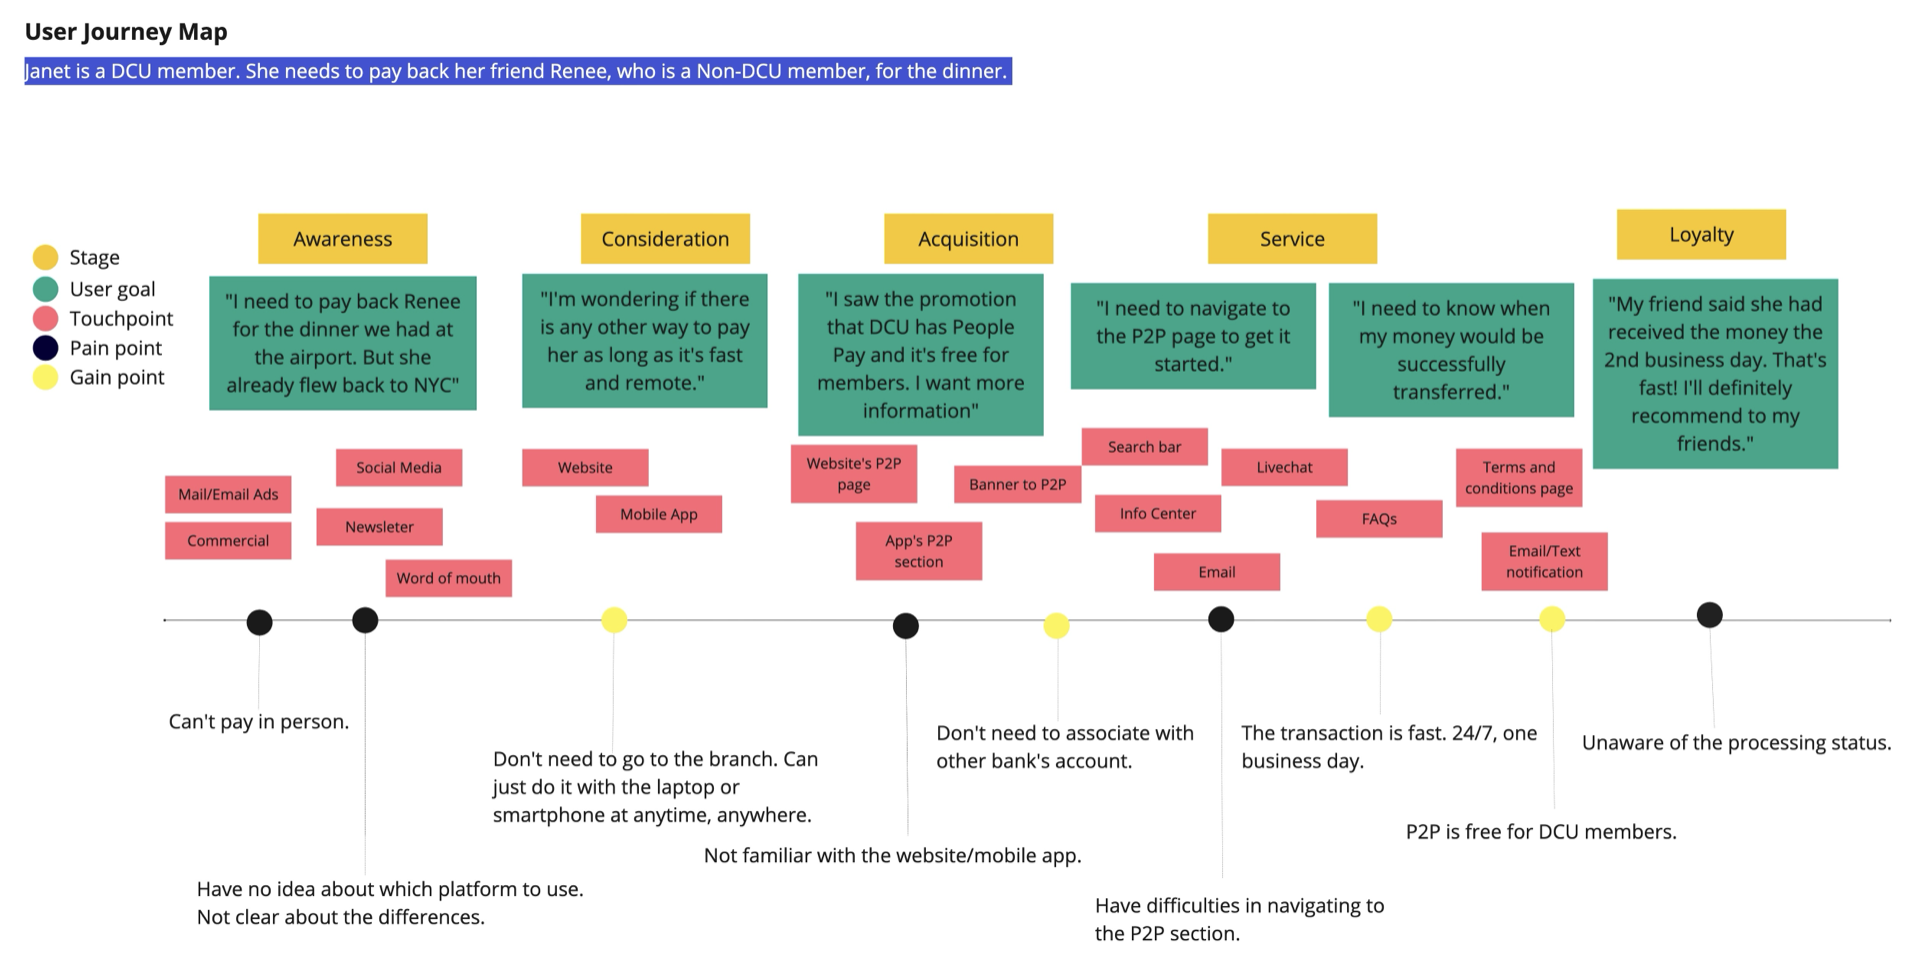 User Journey Map
Janet is a DCU member. She needs to pay back her friend Renee, who is a Non-DCU member, for the dinner.
Stage
User goal
Touchpoint
Pain point
Gain point
Awareness
"I need to pay back Renee
for the dinner we had at
the airport. But she
already flew back to NYC"
Consideration
"I'm wondering if there
is any other way to pay
her as long as it's fast
and remote."
Acquisition
"I saw the promotion
that DCU has People
Pay and it's free for
members. I want more
information"
Service
"I need to navigate to
the P2P page to get it
started."
"I need to know when
my money would be
successfully
transferred."
Loyalty
"My friend said she had
received the money the
2nd business day. That's
fast! I'll definitely
recommend to my
friends."
Mail/Email Ads
Commercial
Social Media
Newsleter
Word of mouth
Website
Mobile App
Website's P2P
page
App's P2P
section
Banner to P2P
Search bar
Info Center
Email
Livechat
FAQs
Terms and
conditions page
Email/Text
notification
Can't pay in person.
Have no idea about which platform to use.
Not clear about the differences.
Don't need to go to the branch. Can
just do it with the laptop or
smartphone at anytime, anywhere.
Not familiar with the website/mobile app.
Don't need to associate with
other bank's account.
Have difficulties in navigating to
the P2P section.
The transaction is fast. 24/7, one
business day.
P2P is free for DCU members.
Unaware of the processing status.